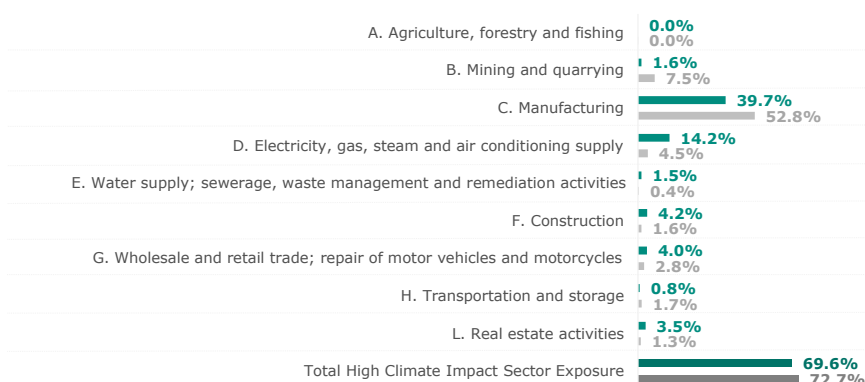 A. Agriculture, forestry and fishing 0.0%
0.0%
B. Mining and quarrying 1.6%
7.5%
C. Manufacturing 39.7%
52.8%
D. Electricity, gas, steam and air conditioning supply 14.2%
4.5%
E. Water supply; sewerage, waste management and remediation activities 1.5%
0.4%
F. Construction 4.2%
1.6%
G. Wholesale and retail trade; repair of motor vehicles and motorcycles 4.0%
2.8%
H. Transportation and storage 0.8%
1.7%
L. Real estate activities 3.5%
1.3%
Total High Climate Impact Sector Exposure 69.6%
72.7%